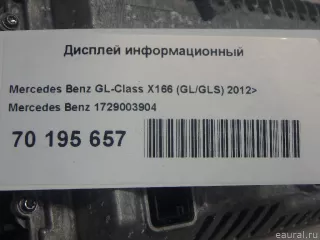 Дисплей информационный
Mercedes Benz GL-Class X166 (GL/GLS) 2012>
Mercedes Benz 1729003904
70 195 657
eaural.ru